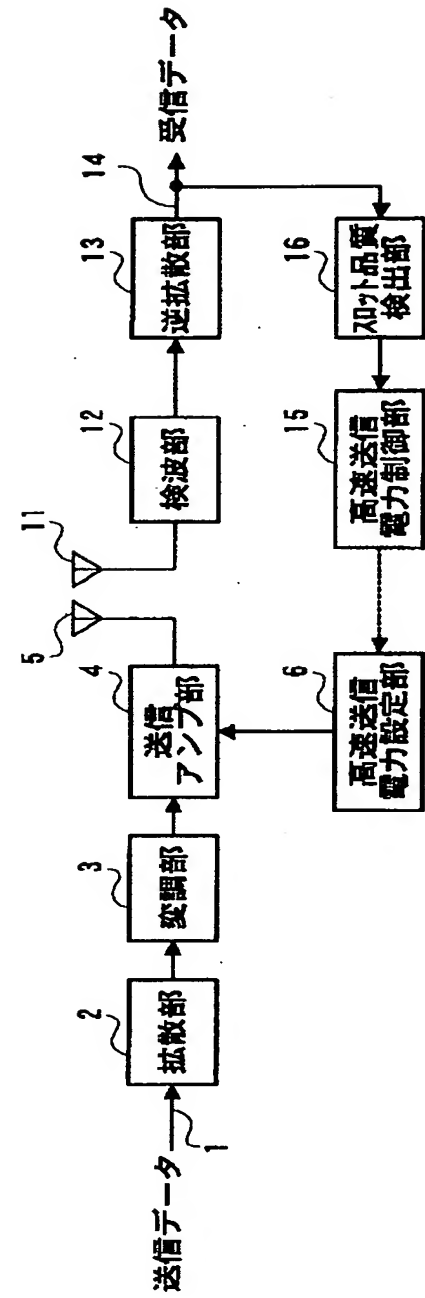 送信データ
1
2
拡散部
3
変調部
4
送信
アンプ部
5
11
12
検波部
13
逆拡散部
14
受信データ
6
高速送信
電力設定部
15
高速送信
電力制御部
16
スロット品質
検出部